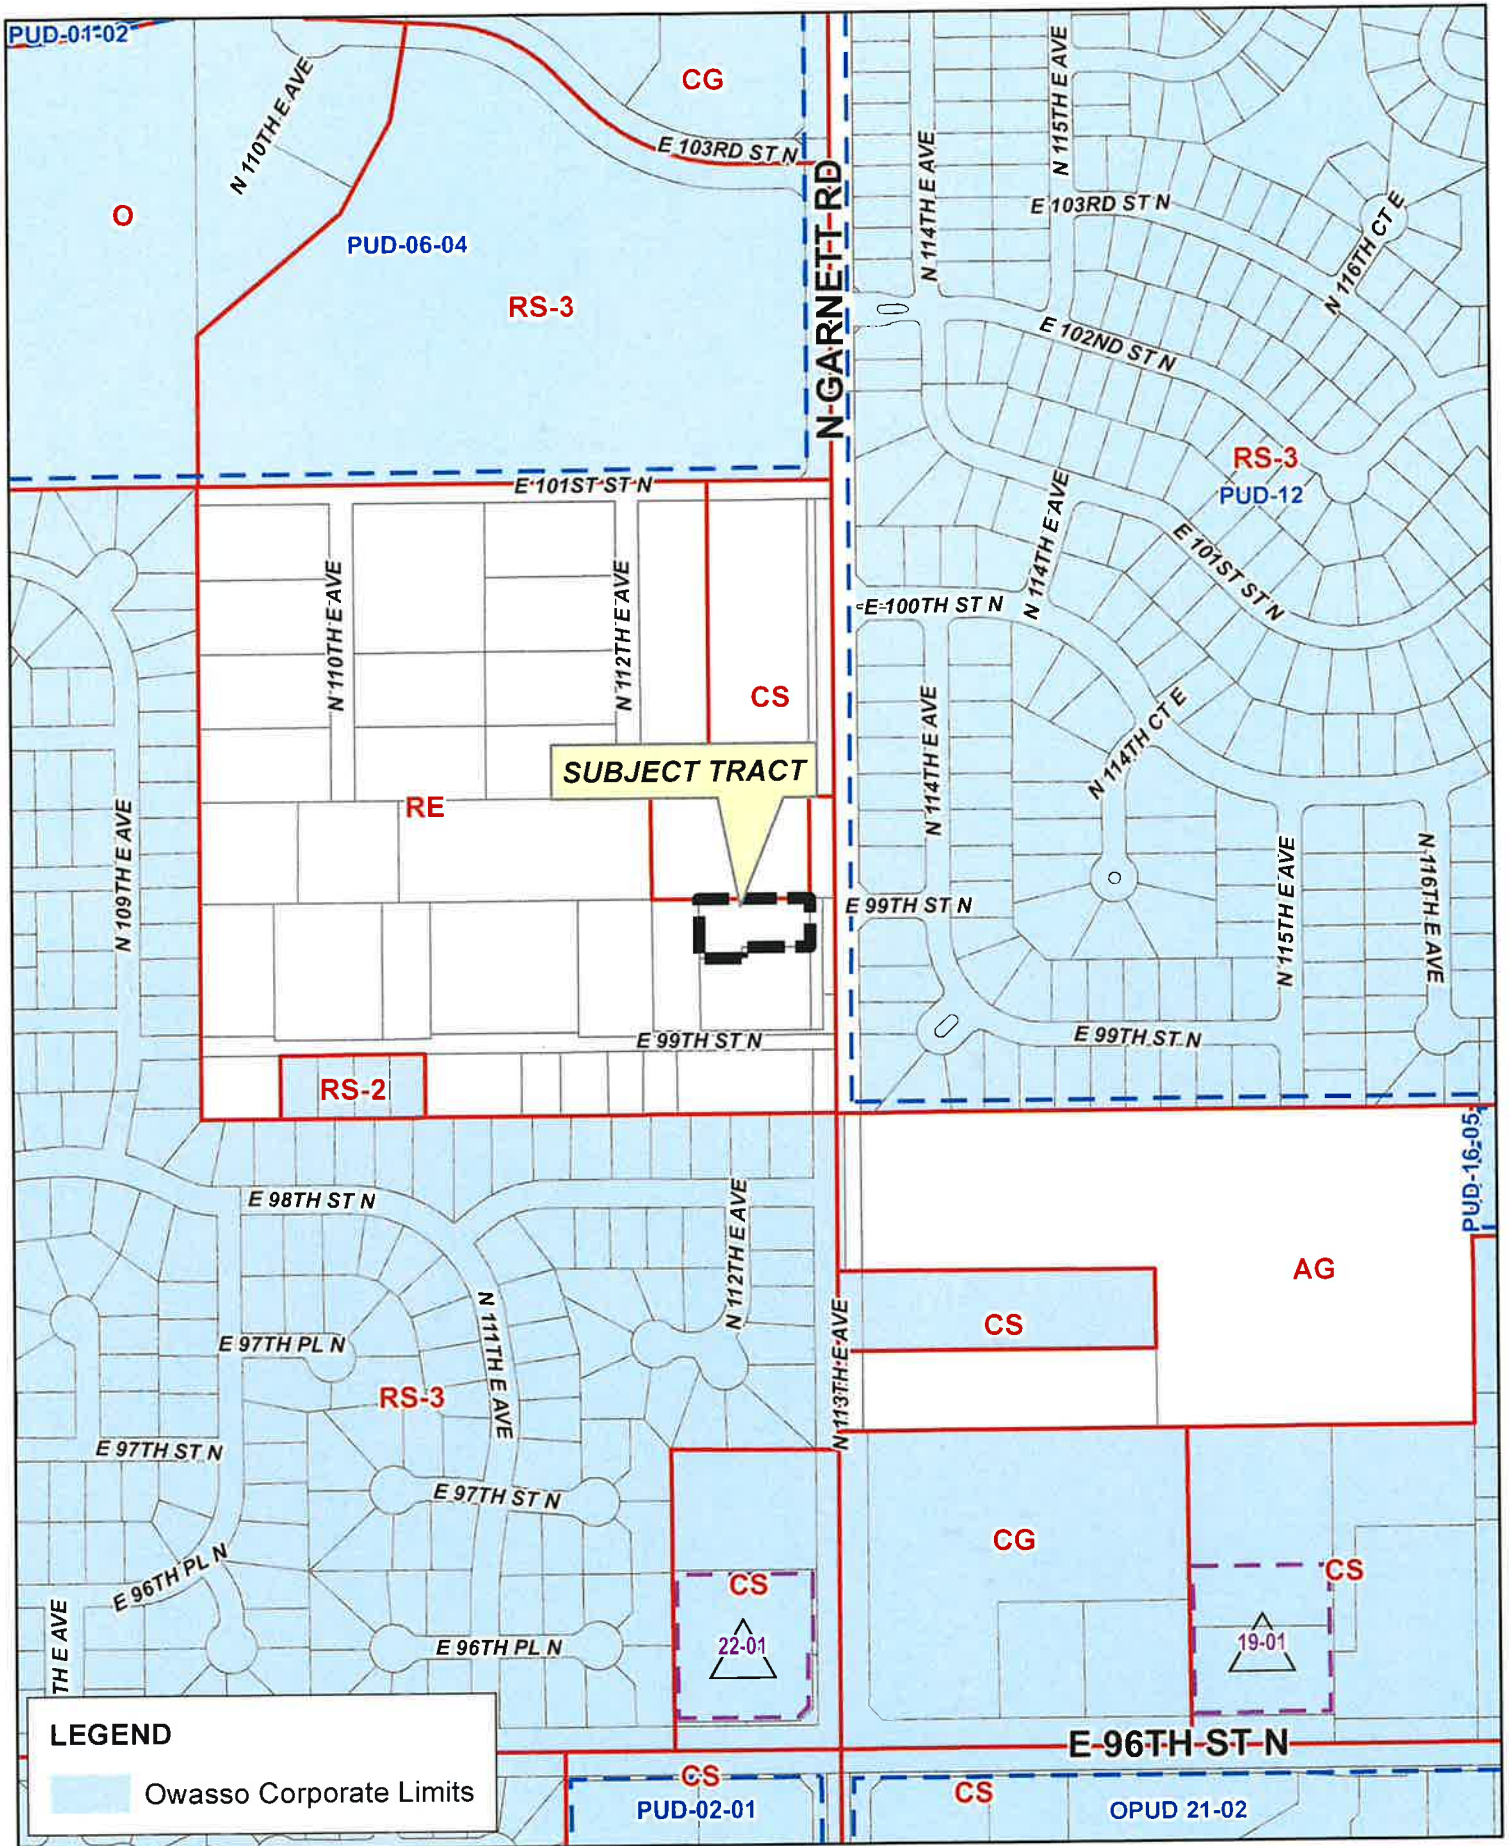 PUD-01-02
CG
N 110TH E AVE
E 103RD ST N
O
PUD-06-04
RS-3
N GARNETT RD
N 114TH E AVE
N 115TH E AVE
E 103RD ST N
N 116TH CT E
E 102ND ST N
RS-3
PUD-12
E 101ST ST N
N 114TH E AVE
E 101ST ST N
E 100TH ST N
N 110TH E AVE
N 112TH E AVE
CS
N 114TH E AVE
N 114TH CT E
SUBJECT TRACT
RE
N 109TH E AVE
N 115TH E AVE
N 116TH E AVE
E 99TH ST N
E 99TH ST N
E 99TH ST N
RS-2
PUD-16-05
E 98TH ST N
N 112TH E AVE
AG
N 111TH E AVE
CS
E 97TH PL N
N 113TH E AVE
RS-3
E 97TH ST N
E 97TH ST N
CG
E 96TH PL N
CS
22-01
CS
19-01
TH E AVE
E 96TH PL N
LEGEND
Owasso Corporate Limits
E 96TH ST N
CS
PUD-02-01
CS
OPUD 21-02